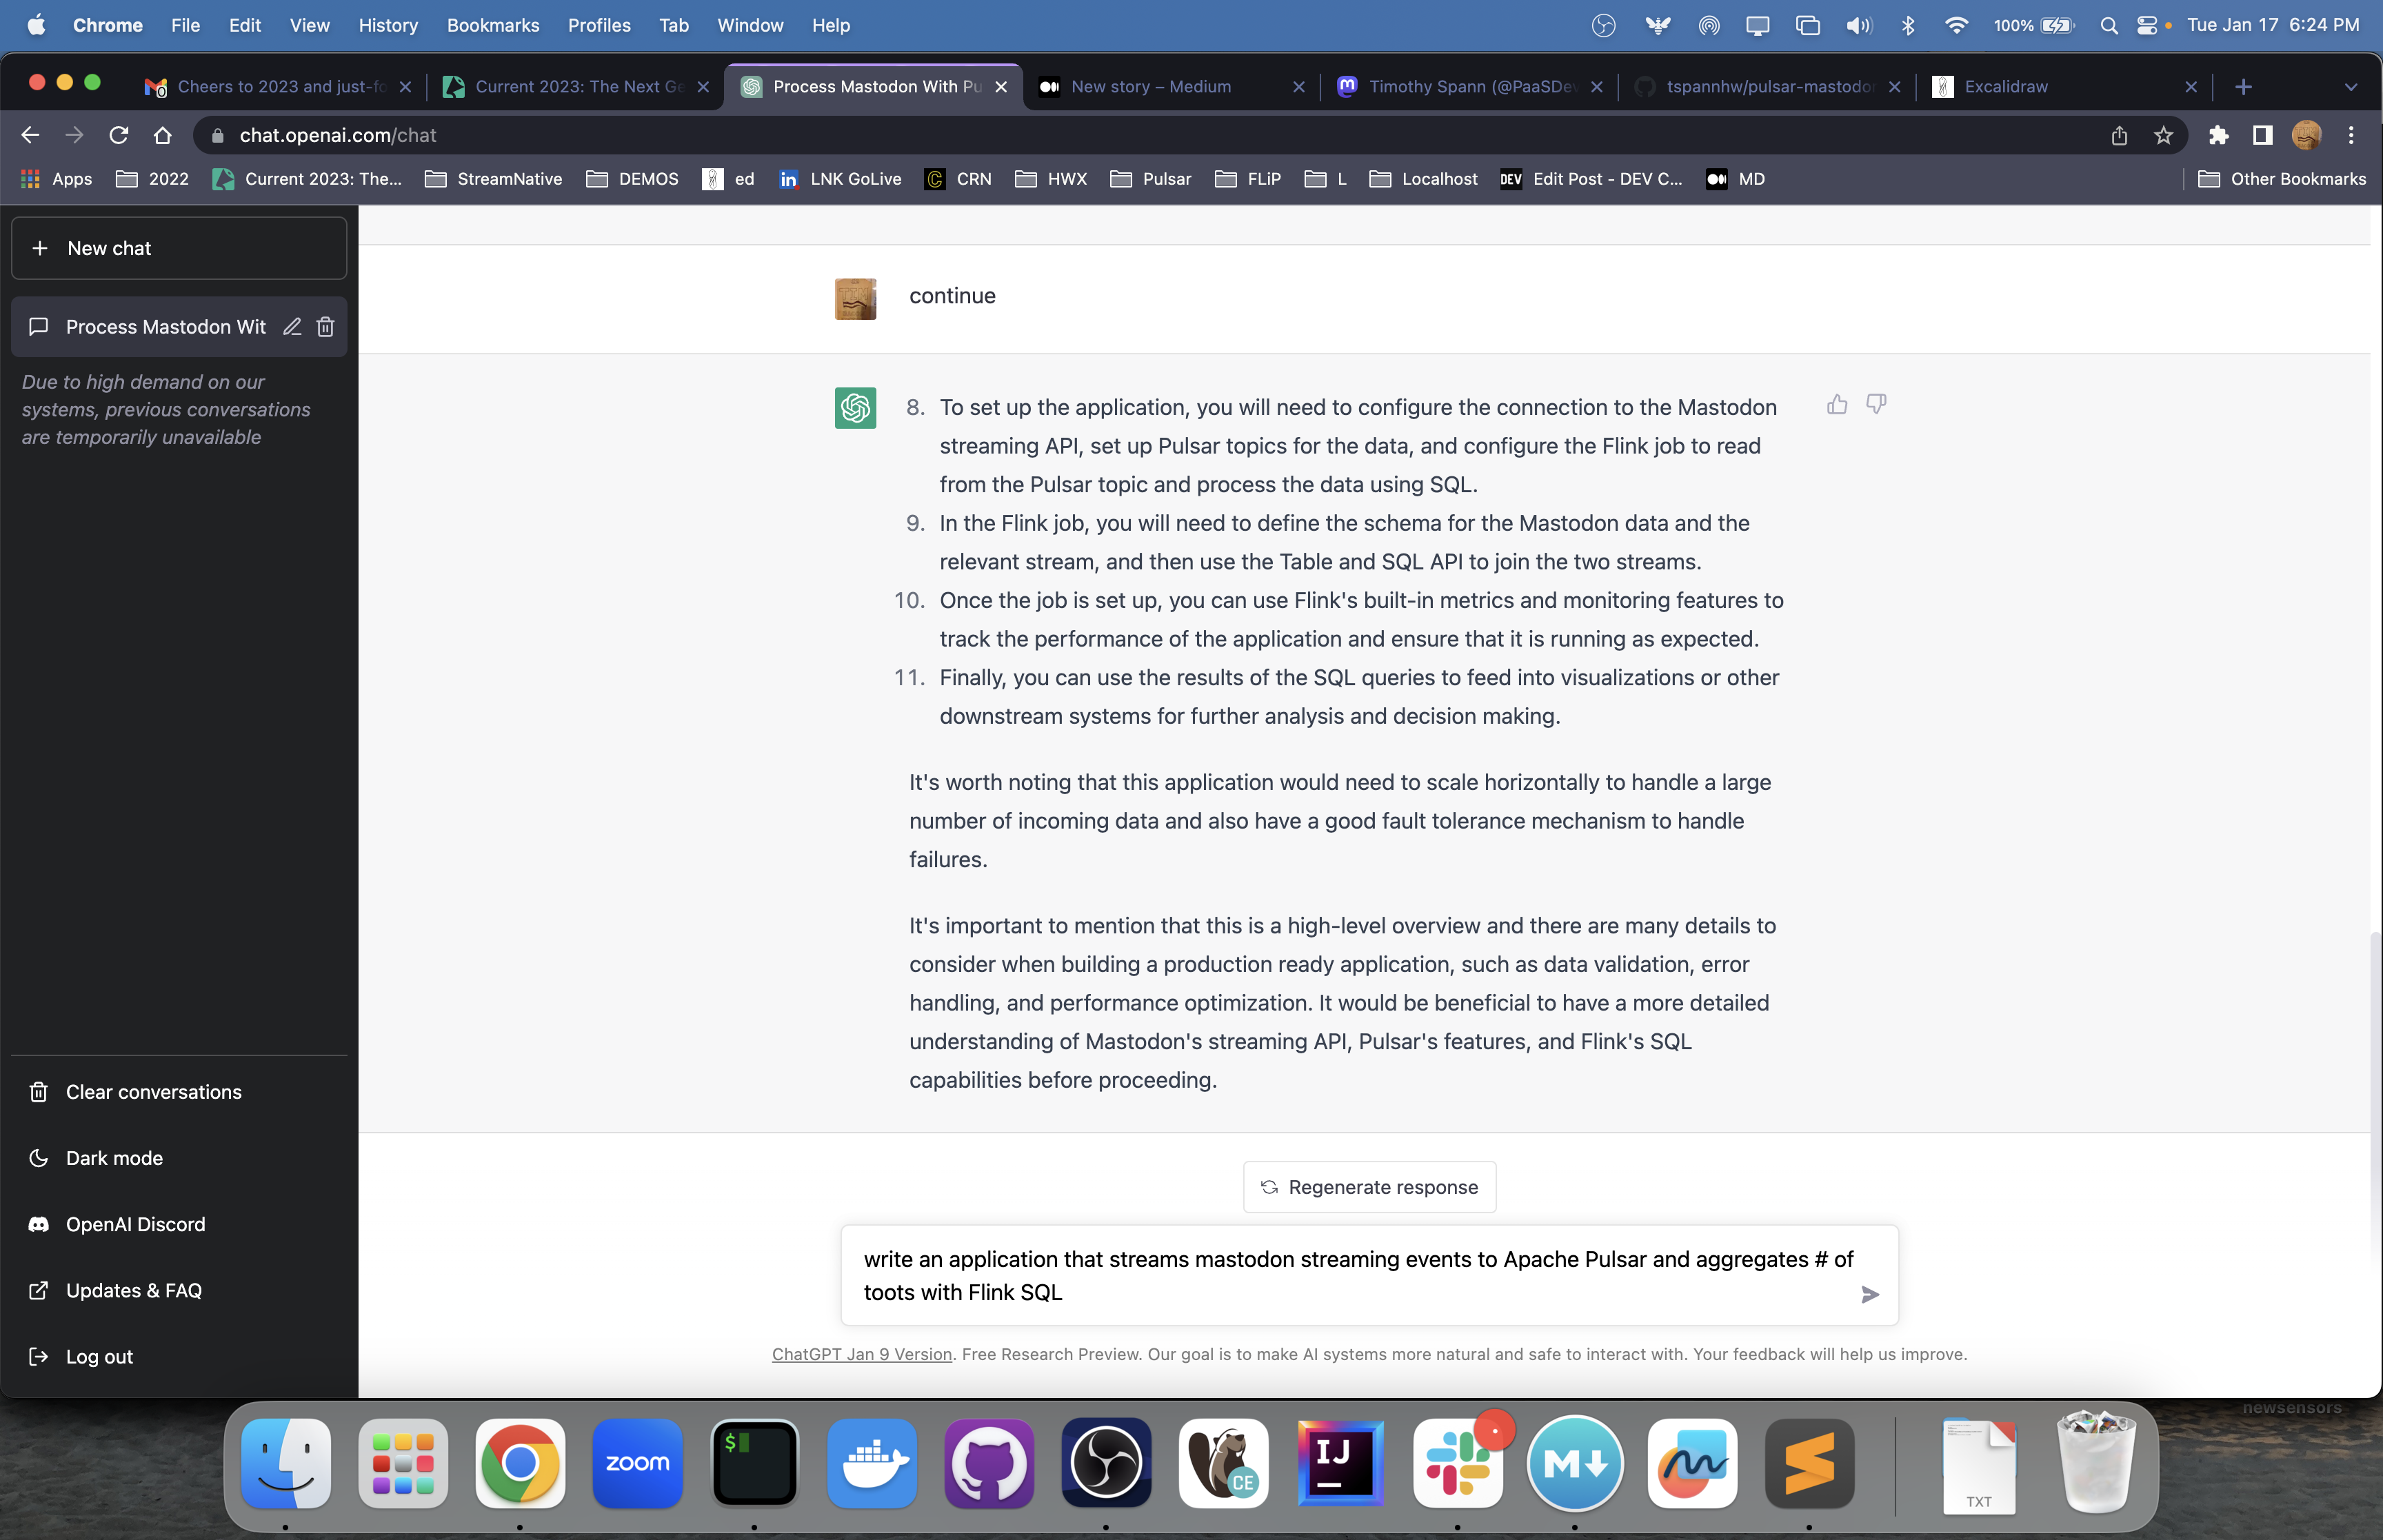 Chrome File Edit View History Bookmarks Profiles Tab Window Help 100% Tue Jan 17 6:24 PM
Cheers to 2023 and just-fo Current 2023: The Next Ge Process Mastodon With Pu New story – Medium Timothy Spann (@PaaSDev tspannhw/pulsar-mastodon Excalidraw
chat.openai.com/chat
Apps 2022 Current 2023: The... StreamNative DEMOS ed LNK GoLive CRN HWX Pulsar FLiP L Localhost DEV Edit Post - DEV C... MD Other Bookmarks
New chat
Process Mastodon Wit
Due to high demand on our
systems, previous conversations
are temporarily unavailable
Clear conversations
Dark mode
OpenAI Discord
Updates & FAQ
Log out
continue
8. To set up the application, you will need to configure the connection to the Mastodon
streaming API, set up Pulsar topics for the data, and configure the Flink job to read
from the Pulsar topic and process the data using SQL.
9. In the Flink job, you will need to define the schema for the Mastodon data and the
relevant stream, and then use the Table and SQL API to join the two streams.
10. Once the job is set up, you can use Flink's built-in metrics and monitoring features to
track the performance of the application and ensure that it is running as expected.
11. Finally, you can use the results of the SQL queries to feed into visualizations or other
downstream systems for further analysis and decision making.
It's worth noting that this application would need to scale horizontally to handle a large
number of incoming data and also have a good fault tolerance mechanism to handle
failures.
It's important to mention that this is a high-level overview and there are many details to
consider when building a production ready application, such as data validation, error
handling, and performance optimization. It would be beneficial to have a more detailed
understanding of Mastodon's streaming API, Pulsar's features, and Flink's SQL
capabilities before proceeding.
Regenerate response
write an application that streams mastodon streaming events to Apache Pulsar and aggregates # of
toots with Flink SQL
ChatGPT Jan 9 Version. Free Research Preview. Our goal is to make AI systems more natural and safe to interact with. Your feedback will help us improve.
newsensors
zoom $ CE IJ M TXT